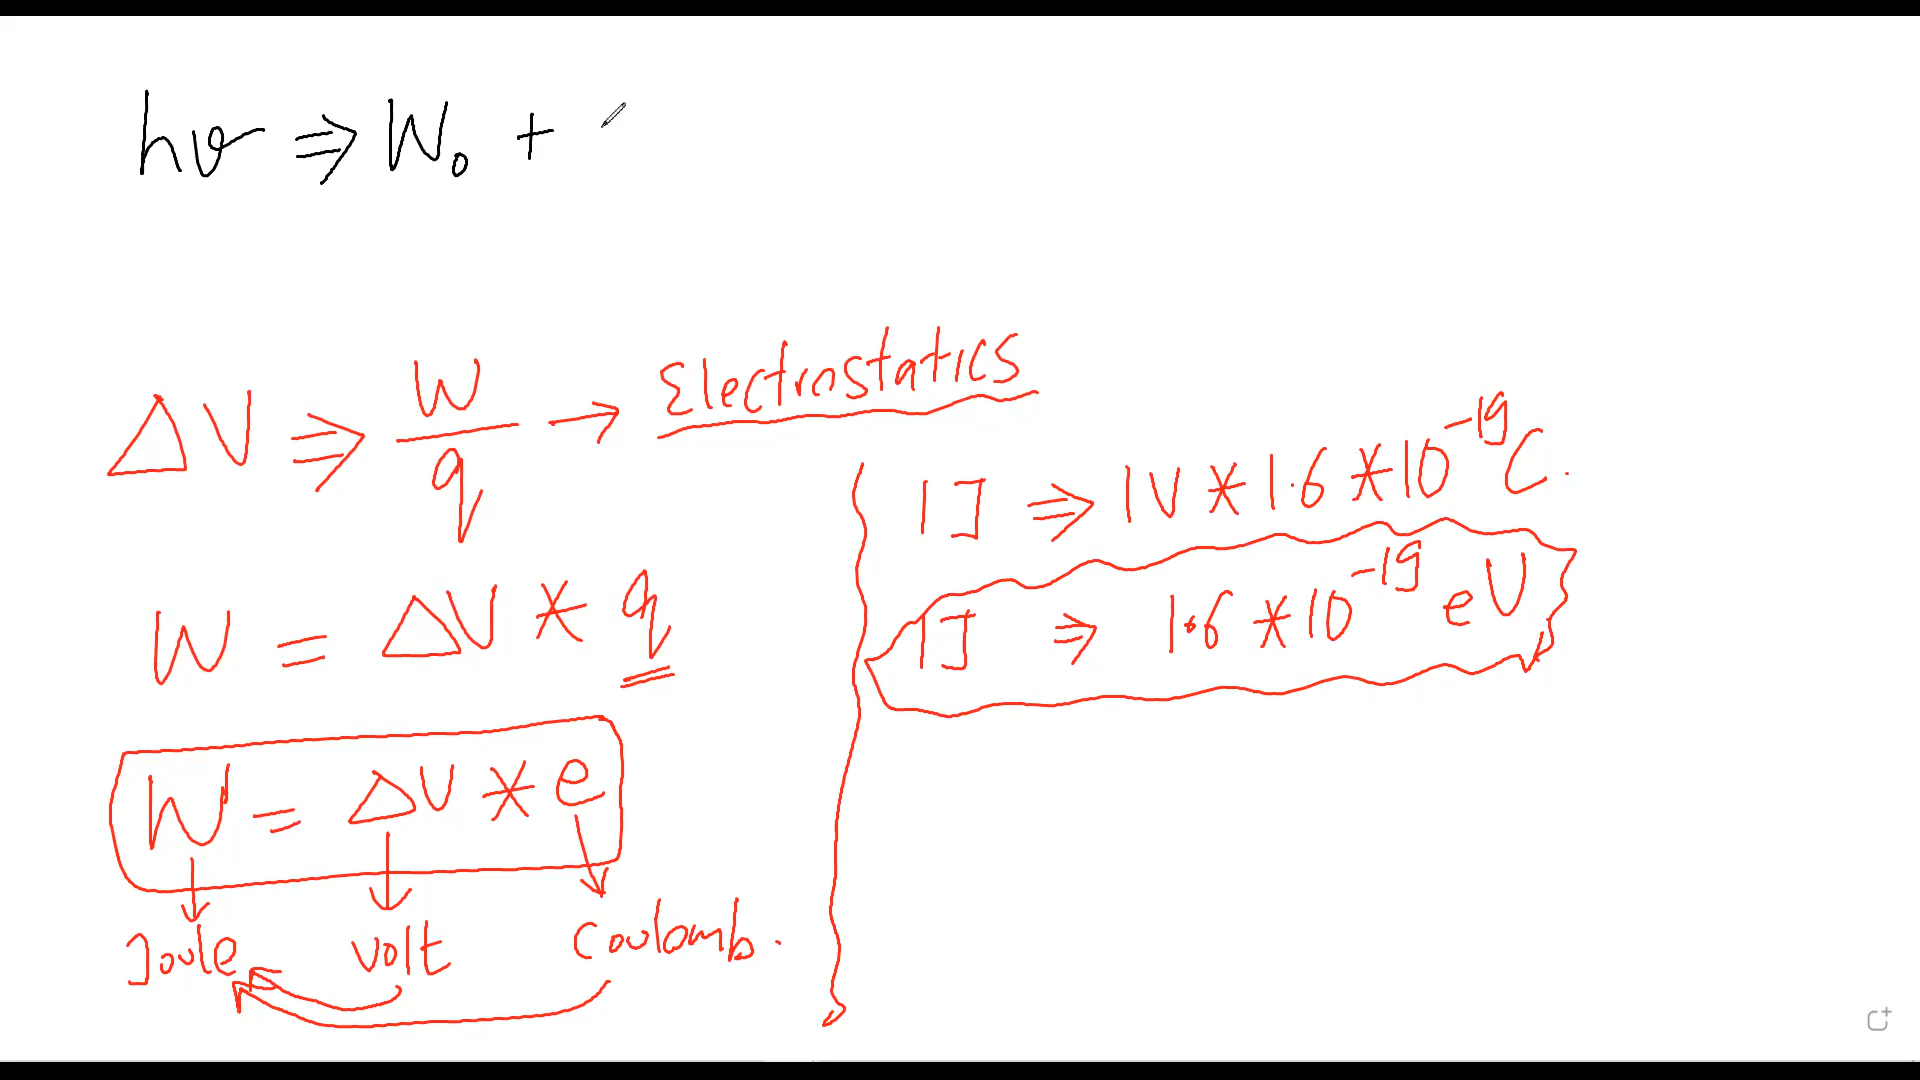 hν ⇒ W₀ +
ΔV ⇒ W/q → Electrostatics
W = ΔV * q
W = ΔV * e
Joule volt Coulomb.
1J ⇒ 1V * 1.6 * 10⁻¹⁹ C.
1J ⇒ 1.6 * 10⁻¹⁹ eV